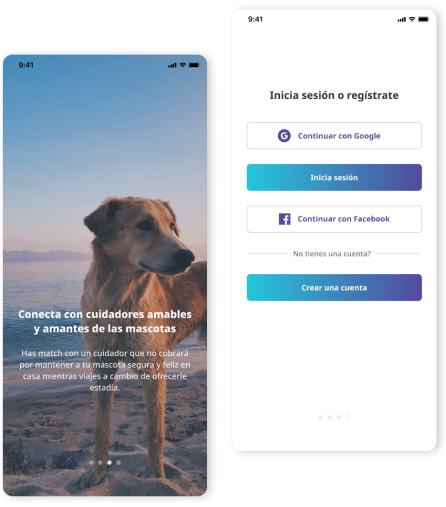 9:41
Conecta con cuidadores amables
y amantes de las mascotas
Has match con un cuidador que no cobrará
por mantener a tu mascota segura y feliz en
casa mientras viajes a cambio de ofrecerle
estadía.
9:41
Inicia sesión o regístrate
G Continuar con Google
Inicia sesión
f Continuar con Facebook
No tienes una cuenta?
Crear una cuenta